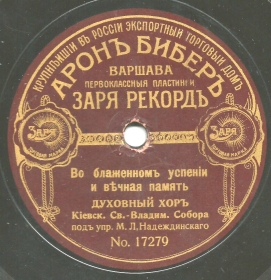 КРУПНѢЙШІЙ ВЪ РОССІИ ЭКСПОРТНЫЙ ТОРГОВЫЙ ДОМЪ
АРОНЪ БИБЕРЪ
ВАРШАВА
ПЕРВОКЛАССНЫЯ ПЛАСТИНКИ
ЗАРЯ РЕКОРДЪ
ЗАРЯ
ЗАРЯ
Во блаженномъ успеніи
и вѣчная память
ДУХОВНЫЙ ХОРЪ
Кіевск. Св.-Владим. Собора
подъ упр. М. Л. Надеждинскаго
No. 17279